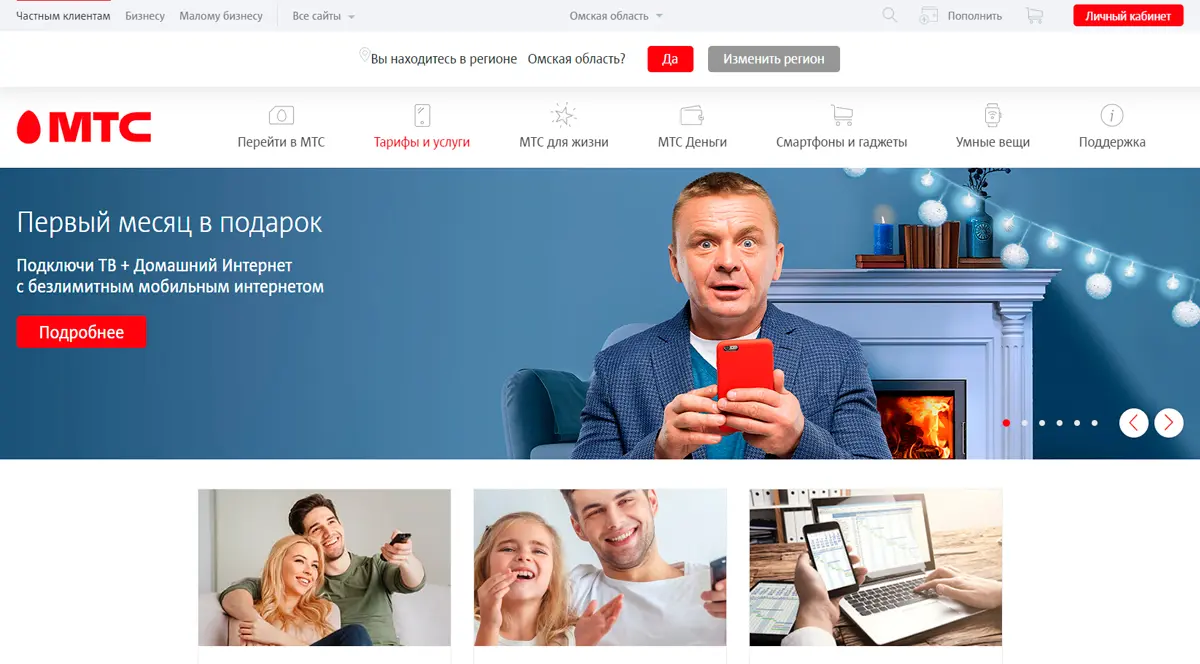 Частным клиентам Бизнесу Малому бизнесу Все сайты Омская область Пополнить Личный кабинет
Вы находитесь в регионе Омская область? Да Изменить регион
МТС
Перейти в МТС Тарифы и услуги МТС для жизни МТС Деньги Смартфоны и гаджеты Умные вещи Поддержка
Первый месяц в подарок
Подключи ТВ + Домашний Интернет
с безлимитным мобильным интернетом
Подробнее